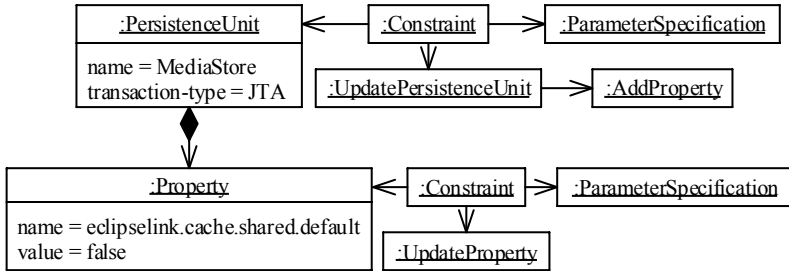 :PersistenceUnit
name = MediaStore
transaction-type = JTA
:Constraint
:ParameterSpecification
:UpdatePersistenceUnit
:AddProperty
:Property
name = eclipselink.cache.shared.default
value = false
:Constraint
:ParameterSpecification
:UpdateProperty